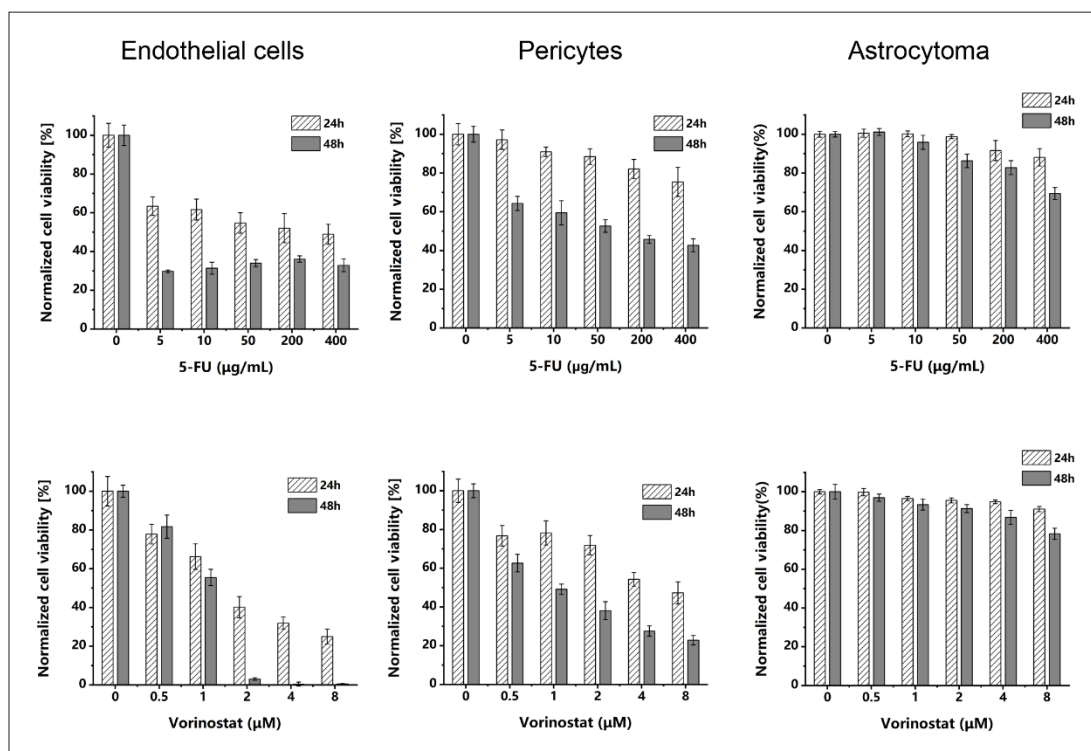 Endothelial cells
Pericytes
Astrocytoma
Normalized cell viability [%]
100
80
60
40
20
0
24h
48h
0 5 10 50 200 400
5-FU (µg/mL)
Normalized cell viability [%]
100
80
60
40
20
0
24h
48h
0 5 10 50 200 400
5-FU (µg/mL)
Normalized cell viability(%)
100
80
60
40
20
0
24h
48h
0 5 10 50 200 400
5-FU (µg/mL)
Normalized cell viability [%]
100
80
60
40
20
0
24h
48h
0 0.5 1 2 4 8
Vorinostat (µM)
Normalized cell viability [%]
100
80
60
40
20
0
24h
48h
0 0.5 1 2 4 8
Vorinostat (µM)
Normalized cell viability(%)
100
80
60
40
20
0
24h
48h
0 0.5 1 2 4 8
Vorinostat (µM)